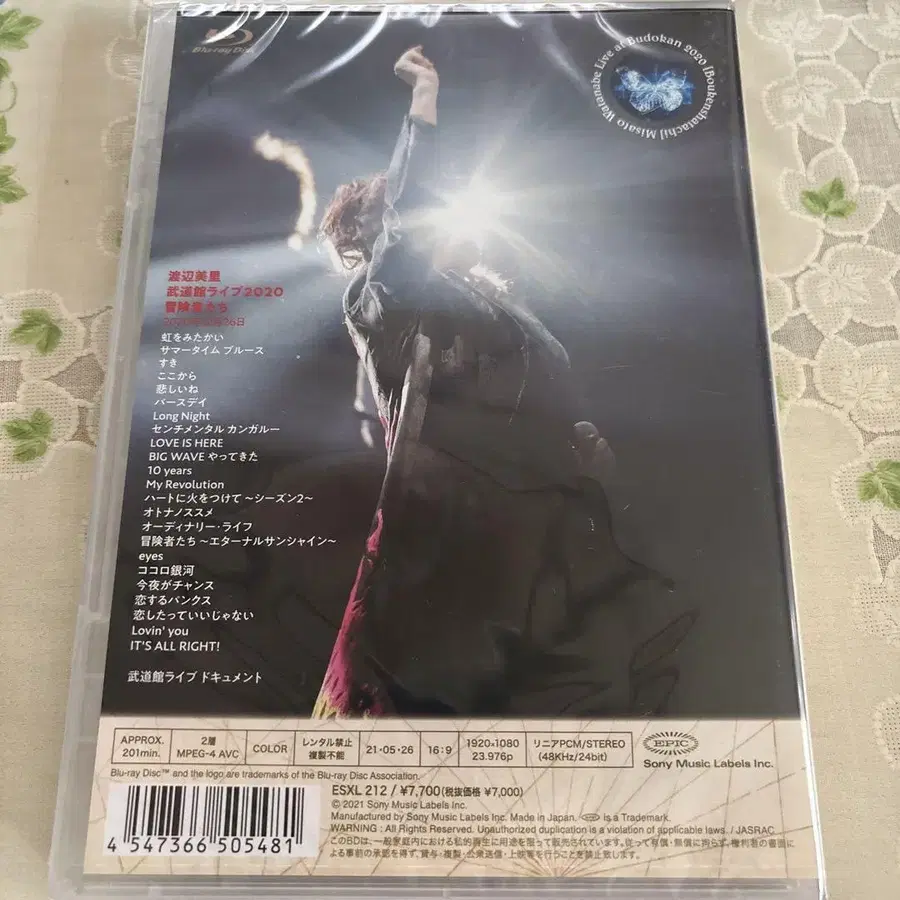 Blu-ray Disc
Misato Watanabe Live at Budokan 2020 [Boukenshatachi]
渡辺美里
武道館ライブ2020
冒険者たち
虹をみたかい
サマータイム ブルース
すき
ここから
悲しいね
バースデイ
Long Night
センチメンタル カンガルー
LOVE IS HERE
BIG WAVE やってきた
10 years
My Revolution
ハートに火をつけて ～シーズン2～
オトナノススメ
オーディナリー・ライフ
冒険者たち ～エターナルサンシャイン～
eyes
ココロ銀河
今夜がチャンス
恋するパンクス
恋したっていいじゃない
Lovin' you
IT'S ALL RIGHT!
武道館ライブ ドキュメント
APPROX. 201min.
2層 MPEG-4 AVC
COLOR
レンタル禁止 複製不能
21・05・26
16:9
1920x1080 23.976p
リニアPCM/STEREO (48KHz/24bit)
EPIC
Sony Music Labels Inc.
Blu-ray Disc™ and the logo are trademarks of the Blu-ray Disc Association.
ESXL 212 / ¥7,700(税抜価格 ¥7,000)
© 2021 Sony Music Labels Inc.
Manufactured by Sony Music Labels Inc. Made in Japan. EPIC is a Trademark.
WARNING : All Rights Reserved. Unauthorized duplication is a violation of applicable laws. / JASRAC
このBDは、一般家庭内における私的再生に用途を限って販売されています。従って有償・無償に拘らず、権利者の書面に
よる事前の承認を得ず、貸与・複製・公衆送信・上映等を行うことを禁止致します。
4 547366 505481